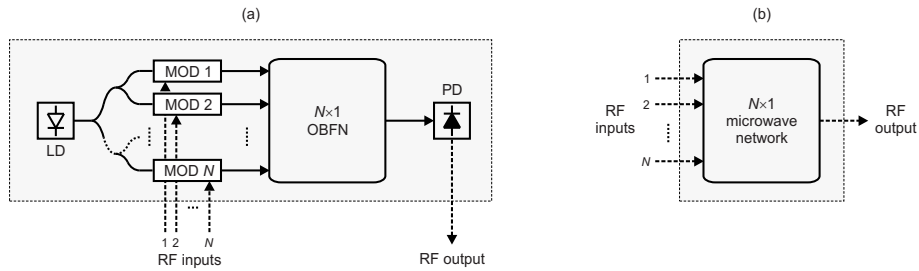 (a)
MOD 1
MOD 2
MOD N
LD
N×1
OBFN
PD
1 2 ... N
RF inputs
RF output
(b)
1
2
N
RF
inputs
N×1
microwave
network
RF
output